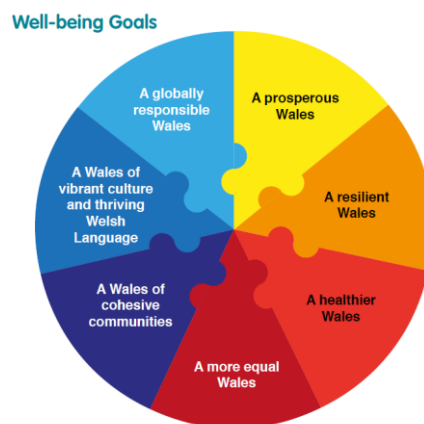 Well-being Goals
A globally
responsible
Wales
A prosperous
Wales
A Wales of
vibrant culture
and thriving
Welsh
Language
A resilient
Wales
A Wales of
cohesive
communities
A healthier
Wales
A more equal
Wales